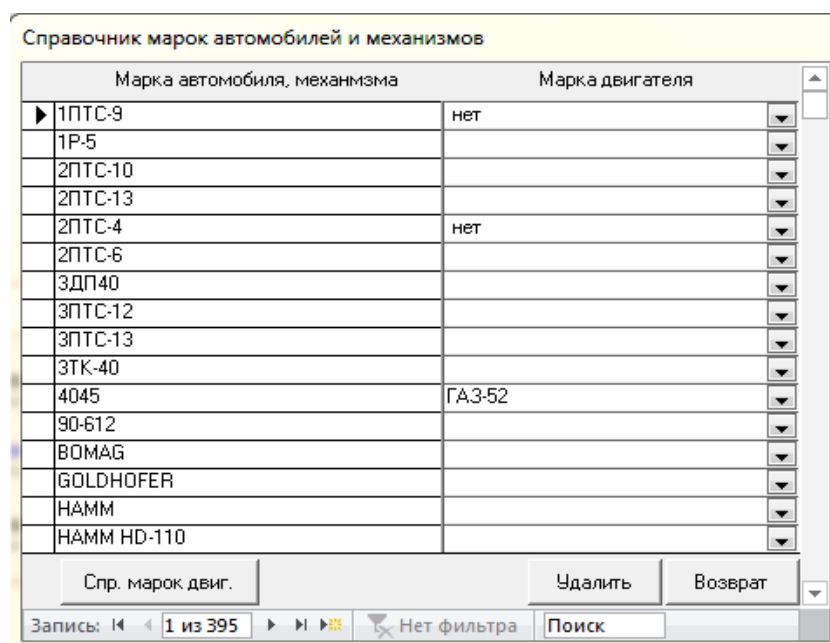 Справочник марок автомобилей и механизмов
Марка автомобиля, механмзма Марка двигателя
1ПТС-9 нет
1Р-5
2ПТС-10
2ПТС-13
2ПТС-4 нет
2ПТС-6
3ДП40
3ПТС-12
3ПТС-13
3ТК-40
4045 ГАЗ-52
90-612
BOMAG
GOLDHOFER
HAMM
HAMM HD-110
Спр. марок двиг. Удалить Возврат
Запись: 1 из 395 Нет фильтра Поиск